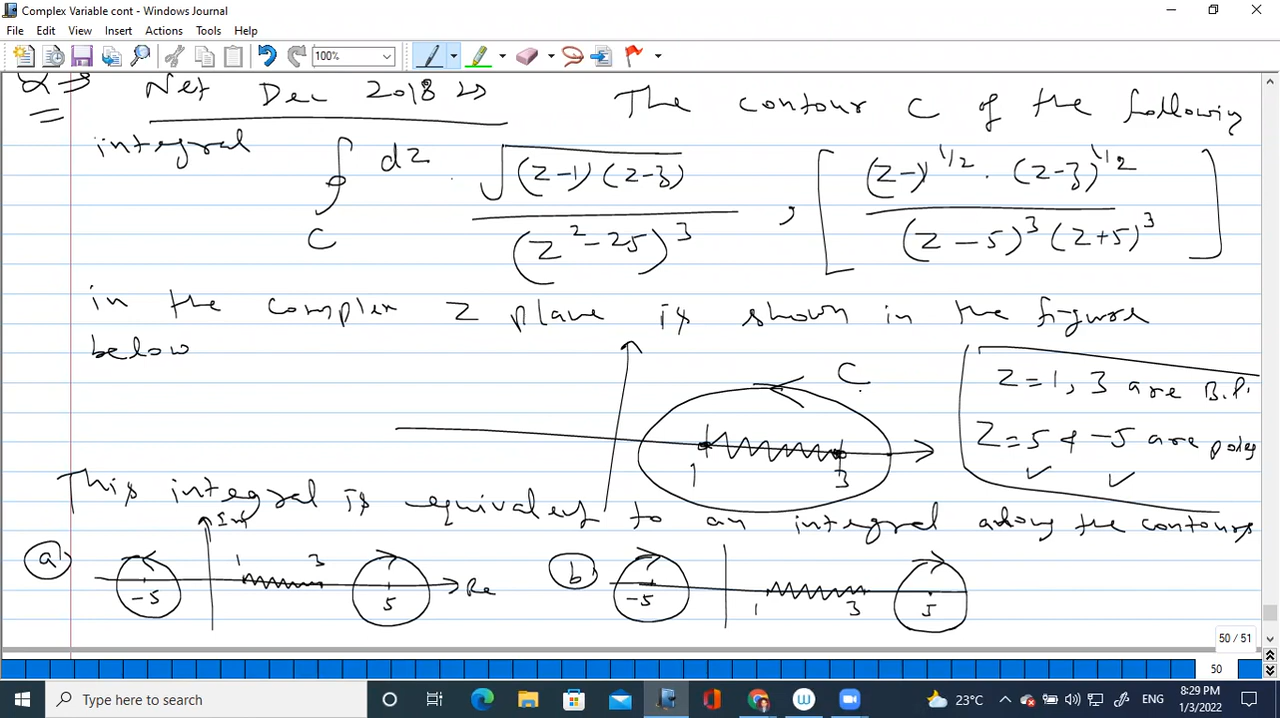 Complex Variable cont - Windows Journal
File Edit View Insert Actions Tools Help
100%
Q→3 Net Dec 2018 → The contour C of the following
integral ∮_C dz √(z-1)(z-3) / (z²-25)³ , [ (z-1)^1/2 . (z-3)^1/2 / (z-5)³ (z+5)³ ]
in the complex z plane is shown in the figure
below
C
1 3
z=1, 3 are B.P.
z=5 & -5 are poles
This integral is equivalent to an integral along the contours
a) Im -5 1 3 5 Re
b) -5 1 3 5
50 / 51
50
Type here to search
23°C ENG 8:29 PM
1/3/2022